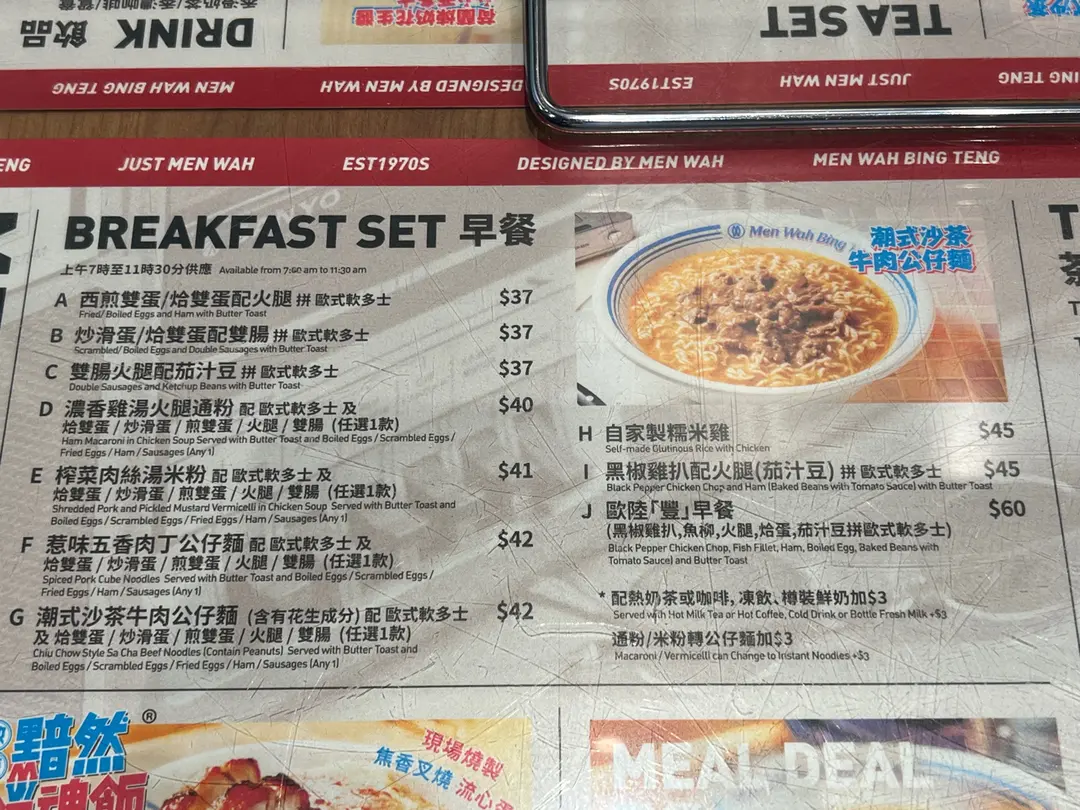 DRINK 飲品
TEA SET
MEN WAH BING TENG
DESIGNED BY MEN WAH
EST1970S
JUST MEN WAH
JUST MEN WAH
EST1970S
DESIGNED BY MEN WAH
MEN WAH BING TENG
BREAKFAST SET 早餐
上午7時至11時30分供應 Available from 7:00 am to 11:30 am
A 西煎雙蛋/烚雙蛋配火腿 拼 歐式軟多士 $37
Fried/ Boiled Eggs and Ham with Butter Toast
B 炒滑蛋/烚雙蛋配雙腸 拼 歐式軟多士 $37
Scrambled/ Boiled Eggs and Double Sausages with Butter Toast
C 雙腸火腿配茄汁豆 拼 歐式軟多士 $37
Double Sausages and Ketchup Beans with Butter Toast
D 濃香雞湯火腿通粉 配 歐式軟多士 及 $40
烚雙蛋 / 炒滑蛋 / 煎雙蛋 / 火腿 / 雙腸 (任選1款)
Ham Macaroni in Chicken Soup Served with Butter Toast and Boiled Eggs / Scrambled Eggs /
Fried Eggs / Ham / Sausages (Any 1)
E 榨菜肉絲湯米粉 配 歐式軟多士 及 $41
烚雙蛋 / 炒滑蛋 / 煎雙蛋 / 火腿 / 雙腸 (任選1款)
Shredded Pork and Pickled Mustard Vermicelli in Chicken Soup Served with Butter Toast and
Boiled Eggs / Scrambled Eggs / Fried Eggs / Ham / Sausages (Any 1)
F 惹味五香肉丁公仔麵 配 歐式軟多士 及 $42
烚雙蛋 / 炒滑蛋 / 煎雙蛋 / 火腿 / 雙腸 (任選1款)
Spiced Pork Cube Noodles Served with Butter Toast and Boiled Eggs / Scrambled Eggs /
Fried Eggs / Ham / Sausages (Any 1)
G 潮式沙茶牛肉公仔麵 (含有花生成分) 配 歐式軟多士 $42
及 烚雙蛋 / 炒滑蛋 / 煎雙蛋 / 火腿 / 雙腸 (任選1款)
Chiu Chow Style Sa Cha Beef Noodles (Contain Peanuts) Served with Butter Toast and
Boiled Eggs / Scrambled Eggs / Fried Eggs / Ham / Sausages (Any 1)
Men Wah Bing
潮式沙茶
牛肉公仔麵
H 自家製糯米雞 $45
Self-made Glutinous Rice with Chicken
I 黑椒雞扒配火腿(茄汁豆) 拼 歐式軟多士 $45
Black Pepper Chicken Chop and Ham (Baked Beans with Tomato Sauce) with Butter Toast
J 歐陸「豐」早餐 $60
(黑椒雞扒,魚柳,火腿,烚蛋,茄汁豆拼歐式軟多士)
Black Pepper Chicken Chop, Fish Fillet, Ham, Boiled Egg, Baked Beans with
Tomato Sauce) and Butter Toast
* 配熱奶茶或咖啡, 凍飲、樽裝鮮奶加$3
Served with Hot Milk Tea or Hot Coffee, Cold Drink or Bottle Fresh Milk +$3
通粉/米粉轉公仔麵加$3
Macaroni / Vermicelli can Change to Instant Noodles +$3
黯然
®
現場燒製
焦香叉燒
MEAL DEAL